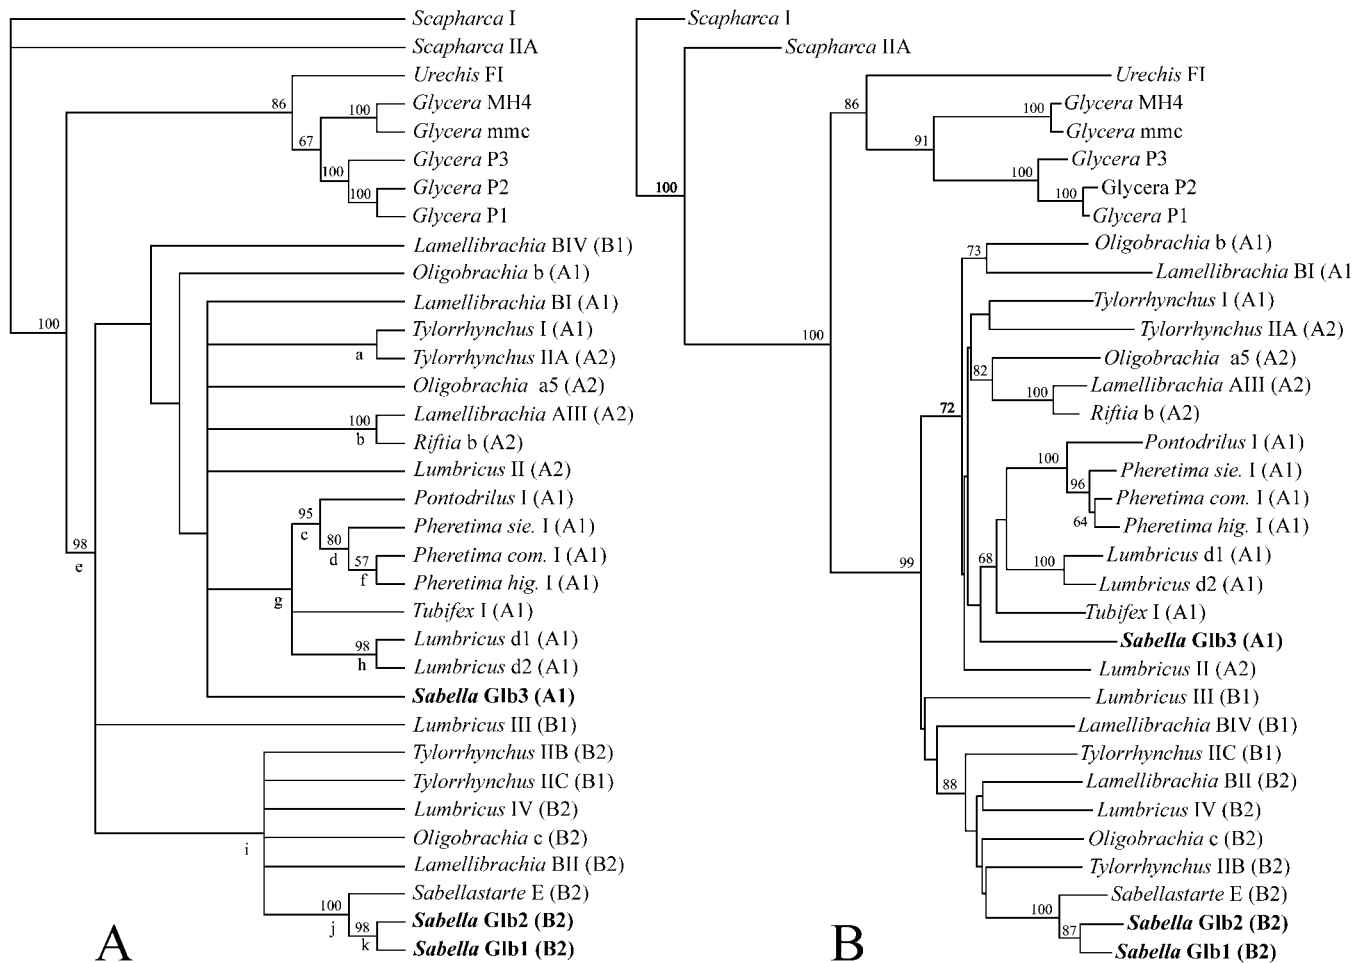 Scapharca I
Scapharca IIA
Urechis FI
86
Glycera MH4
100
Glycera mmc
67
Glycera P3
100
Glycera P2
100
Glycera P1
Lamellibrachia BIV (B1)
Oligobrachia b (A1)
Lamellibrachia BI (A1)
100
Tylorrhynchus I (A1)
a
Tylorrhynchus IIA (A2)
Oligobrachia a5 (A2)
Lamellibrachia AIII (A2)
100
b
Riftia b (A2)
Lumbricus II (A2)
Pontodrilus I (A1)
95
c
Pheretima sie. I (A1)
80
d
Pheretima com. I (A1)
57
f
Pheretima hig. I (A1)
98
e
g
Tubifex I (A1)
Lumbricus d1 (A1)
98
h
Lumbricus d2 (A1)
Sabella Glb3 (A1)
Lumbricus III (B1)
Tylorrhynchus IIB (B2)
Tylorrhynchus IIC (B1)
Lumbricus IV (B2)
Oligobrachia c (B2)
i
Lamellibrachia BII (B2)
Sabellastarte E (B2)
100
j
Sabella Glb2 (B2)
98
k
Sabella Glb1 (B2)
A
Scapharca I
Scapharca IIA
Urechis FI
86
Glycera MH4
100
Glycera mmc
91
Glycera P3
100
Glycera P2
100
Glycera P1
100
Oligobrachia b (A1)
73
Lamellibrachia BI (A1
Tylorrhynchus I (A1)
Tylorrhynchus IIA (A2)
100
Oligobrachia a5 (A2)
82
Lamellibrachia AIII (A2)
100
Riftia b (A2)
72
Pontodrilus I (A1)
100
Pheretima sie. I (A1)
96
Pheretima com. I (A1)
64
Pheretima hig. I (A1)
Lumbricus d1 (A1)
68
100
99
Lumbricus d2 (A1)
Tubifex I (A1)
Sabella Glb3 (A1)
Lumbricus II (A2)
Lumbricus III (B1)
Lamellibrachia BIV (B1)
Tylorrhynchus IIC (B1)
88
Lamellibrachia BII (B2)
Lumbricus IV (B2)
Oligobrachia c (B2)
Tylorrhynchus IIB (B2)
Sabellastarte E (B2)
100
Sabella Glb2 (B2)
87
Sabella Glb1 (B2)
B